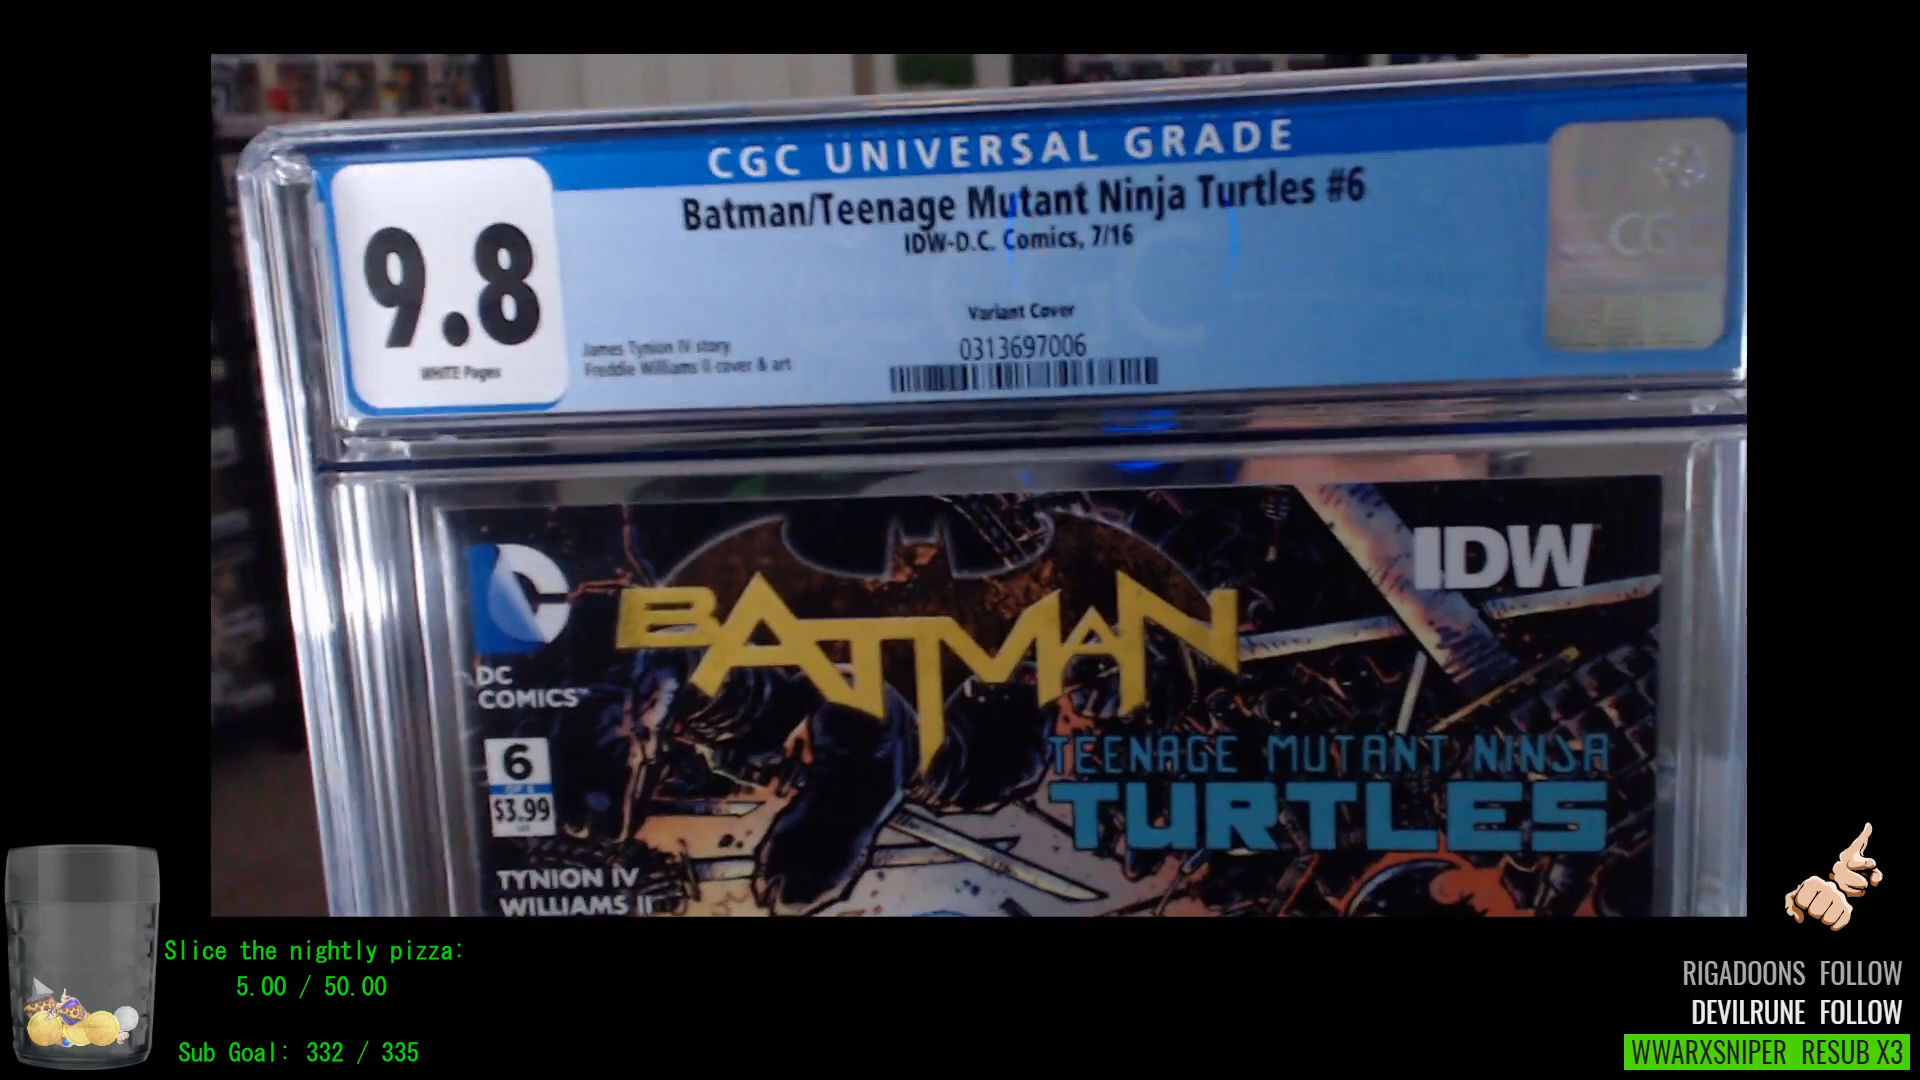 CGC UNIVERSAL GRADE
Batman/Teenage Mutant Ninja Turtles #6
IDW-D.C. Comics, 7/16
9.8
WHITE Pages
Variant Cover
James Tynion IV story
Freddie Williams II cover & art
0313697006
CGC
IDW
BATMAN
DC
COMICS™
6
$3.99
TEENAGE MUTANT NINJA
TURTLES
TYNION IV
WILLIAMS II
Slice the nightly pizza:
5.00 / 50.00
Sub Goal: 332 / 335
RIGADOONS FOLLOW
DEVILRUNE FOLLOW
WWARXSNIPER RESUB X3